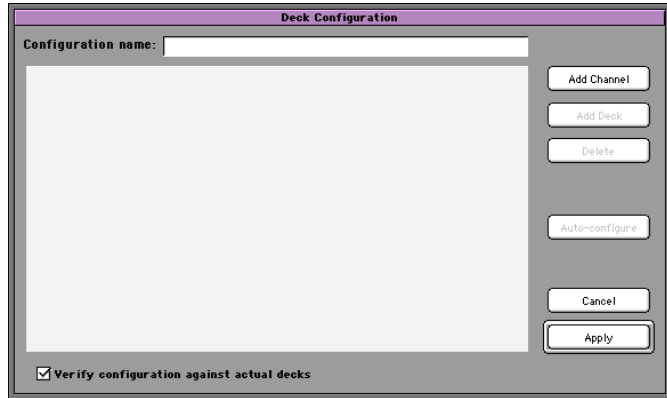 Deck Configuration
Configuration name:
Add Channel
Add Deck
Delete
Auto-configure
Cancel
Apply
Verify configuration against actual decks